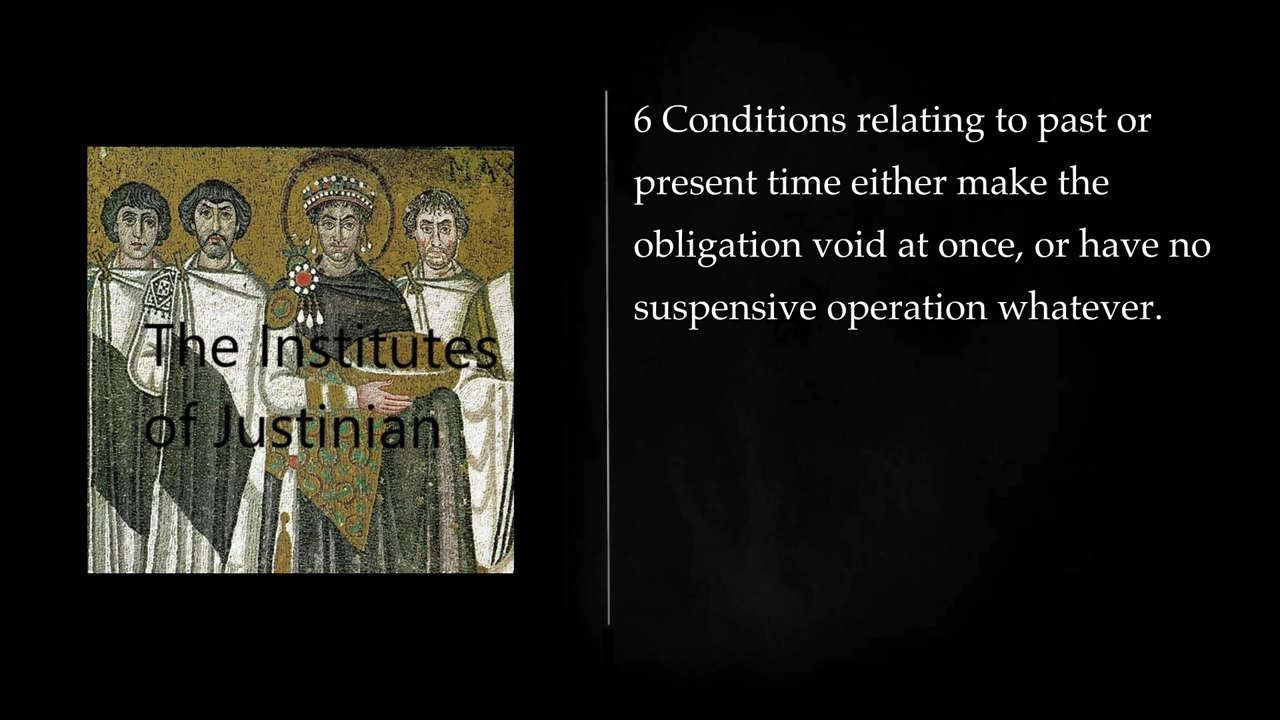 MAX
The Institutes
of Justinian
6 Conditions relating to past or
present time either make the
obligation void at once, or have no
suspensive operation whatever.